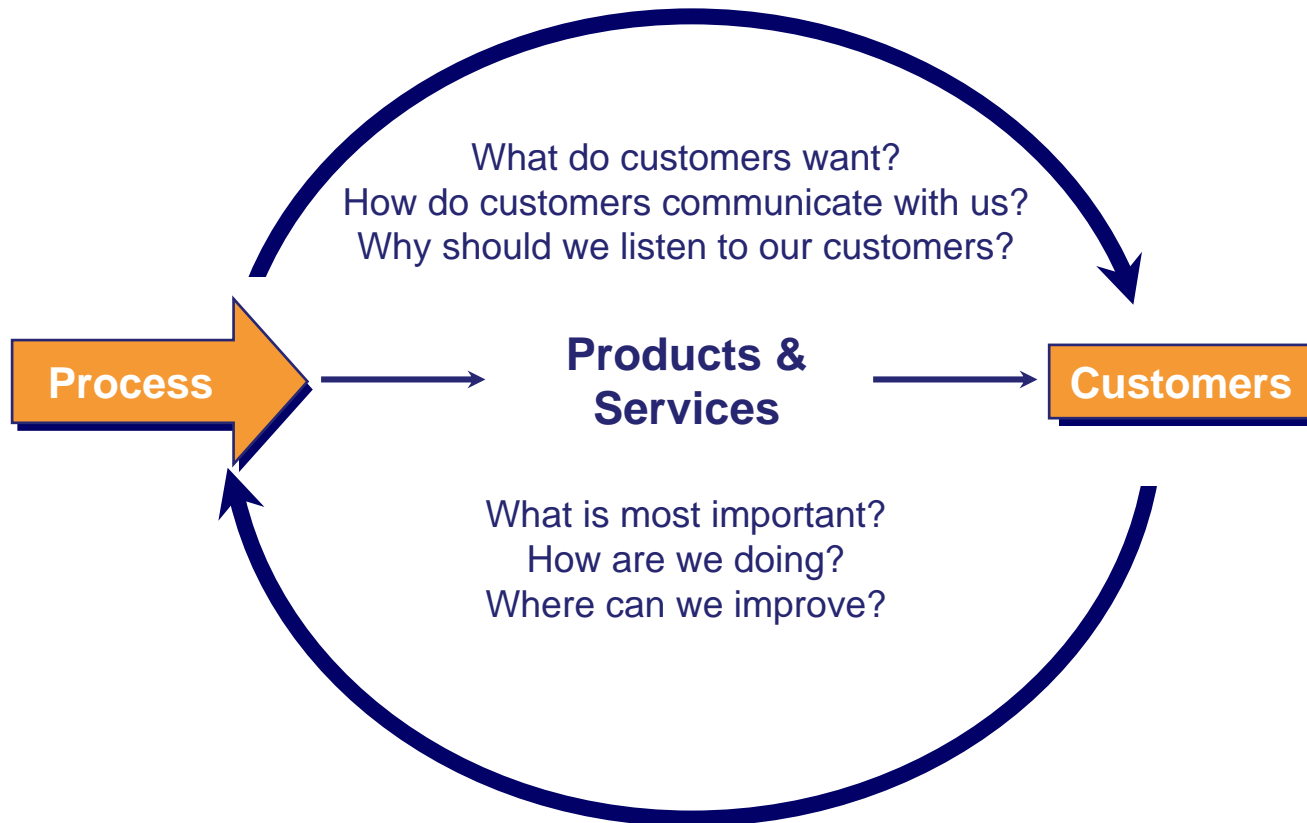 What do customers want?
How do customers communicate with us?
Why should we listen to our customers?
Process
Products &
Services
Customers
What is most important?
How are we doing?
Where can we improve?